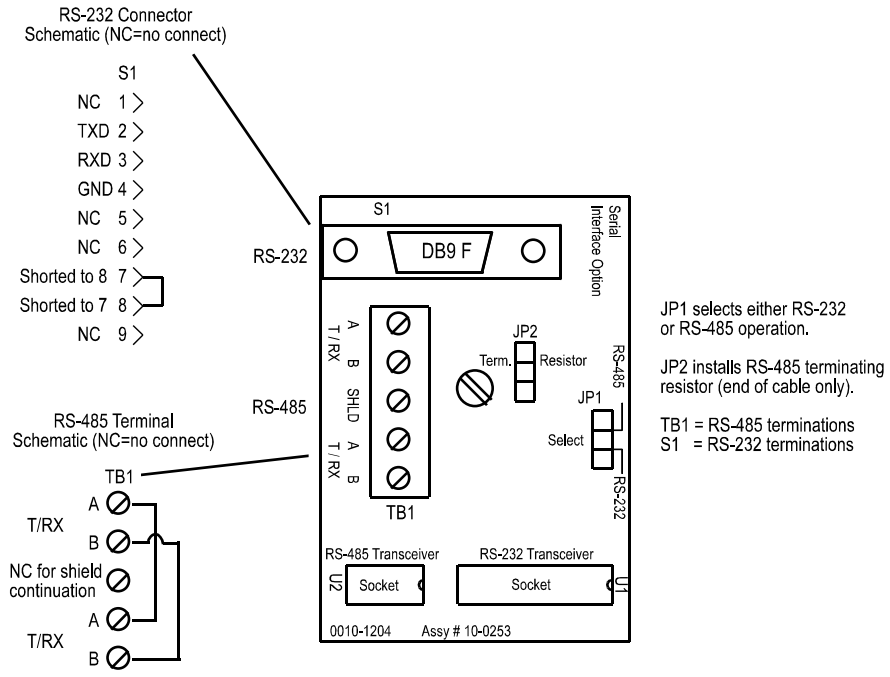 RS-232 Connector
Schematic (NC=no connect)
S1
NC 1
TXD 2
RXD 3
GND 4
NC 5
NC 6
Shorted to 8 7
Shorted to 7 8
NC 9
RS-485 Terminal
Schematic (NC=no connect)
TB1
A
T/RX
B
NC for shield
continuation
A
T/RX
B
RS-232
RS-485
S1
DB9 F
Serial
Interface Option
A
T / RX
B
SHLD
A
T / RX
B
TB1
JP2
Term. Resistor
JP1
Select
RS-485
RS-232
RS-485 Transceiver
U2
Socket
RS-232 Transceiver
Socket
U1
0010-1204 Assy # 10-0253
JP1 selects either RS-232
or RS-485 operation.
JP2 installs RS-485 terminating
resistor (end of cable only).
TB1 = RS-485 terminations
S1 = RS-232 terminations